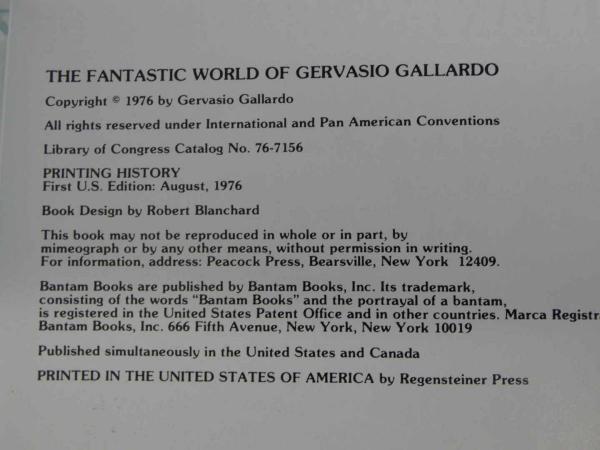 THE FANTASTIC WORLD OF GERVASIO GALLARDO
Copyright © 1976 by Gervasio Gallardo
All rights reserved under International and Pan American Conventions
Library of Congress Catalog No. 76-7156
PRINTING HISTORY
First U.S. Edition: August, 1976
Book Design by Robert Blanchard
This book may not be reproduced in whole or in part, by
mimeograph or by any other means, without permission in writing.
For information, address: Peacock Press, Bearsville, New York 12409.
Bantam Books are published by Bantam Books, Inc. Its trademark,
consisting of the words "Bantam Books" and the portrayal of a bantam,
is registered in the United States Patent Office and in other countries. Marca Registra
Bantam Books, Inc. 666 Fifth Avenue, New York, New York 10019
Published simultaneously in the United States and Canada
PRINTED IN THE UNITED STATES OF AMERICA by Regensteiner Press